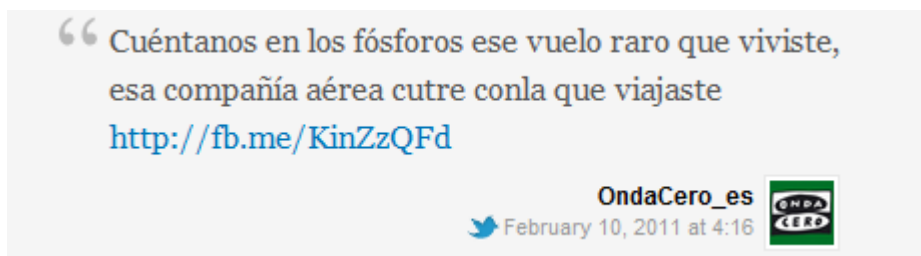 “ Cuéntanos en los fósforos ese vuelo raro que viviste,
esa compañía aérea cutre conla que viajaste
http://fb.me/KinZzQFd
OndaCero_es
February 10, 2011 at 4:16
ONDA
CERO